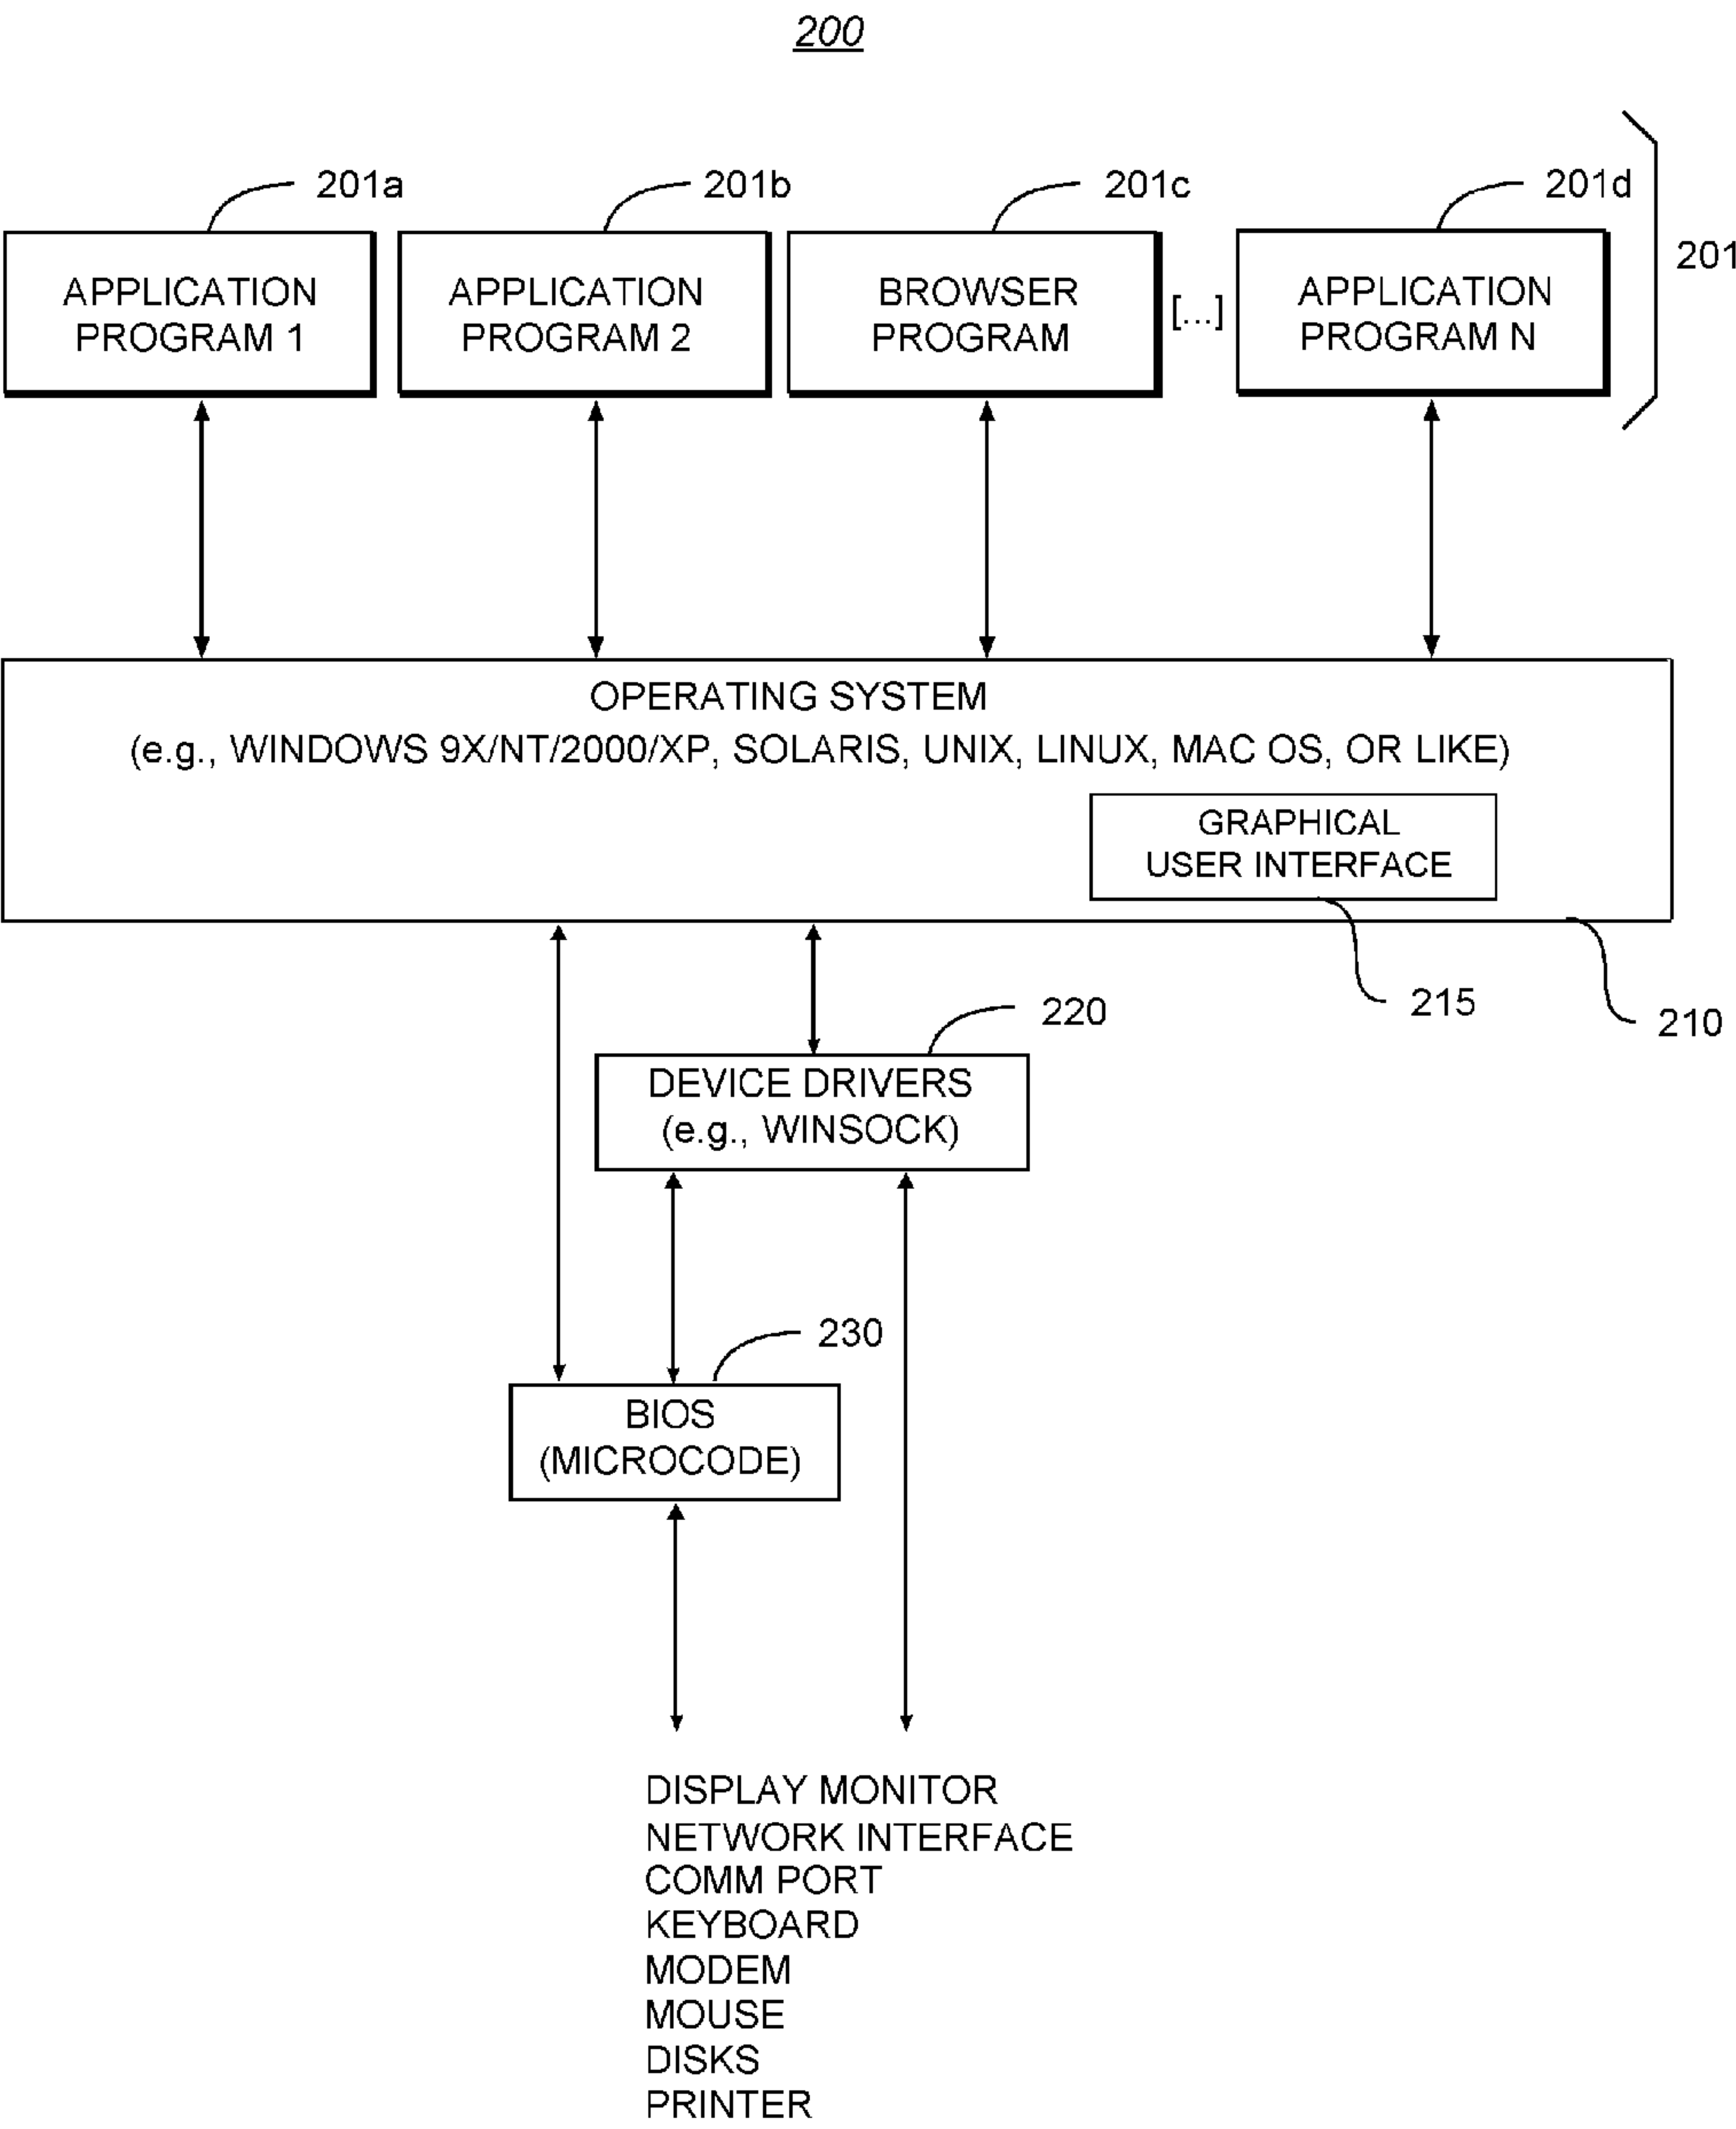 200
201a
201b
201c
201d
201
APPLICATION
PROGRAM 1
APPLICATION
PROGRAM 2
BROWSER
PROGRAM
[...]
APPLICATION
PROGRAM N
OPERATING SYSTEM
(e.g., WINDOWS 9X/NT/2000/XP, SOLARIS, UNIX, LINUX, MAC OS, OR LIKE)
GRAPHICAL
USER INTERFACE
215
210
220
DEVICE DRIVERS
(e.g., WINSOCK)
230
BIOS
(MICROCODE)
DISPLAY MONITOR
NETWORK INTERFACE
COMM PORT
KEYBOARD
MODEM
MOUSE
DISKS
PRINTER